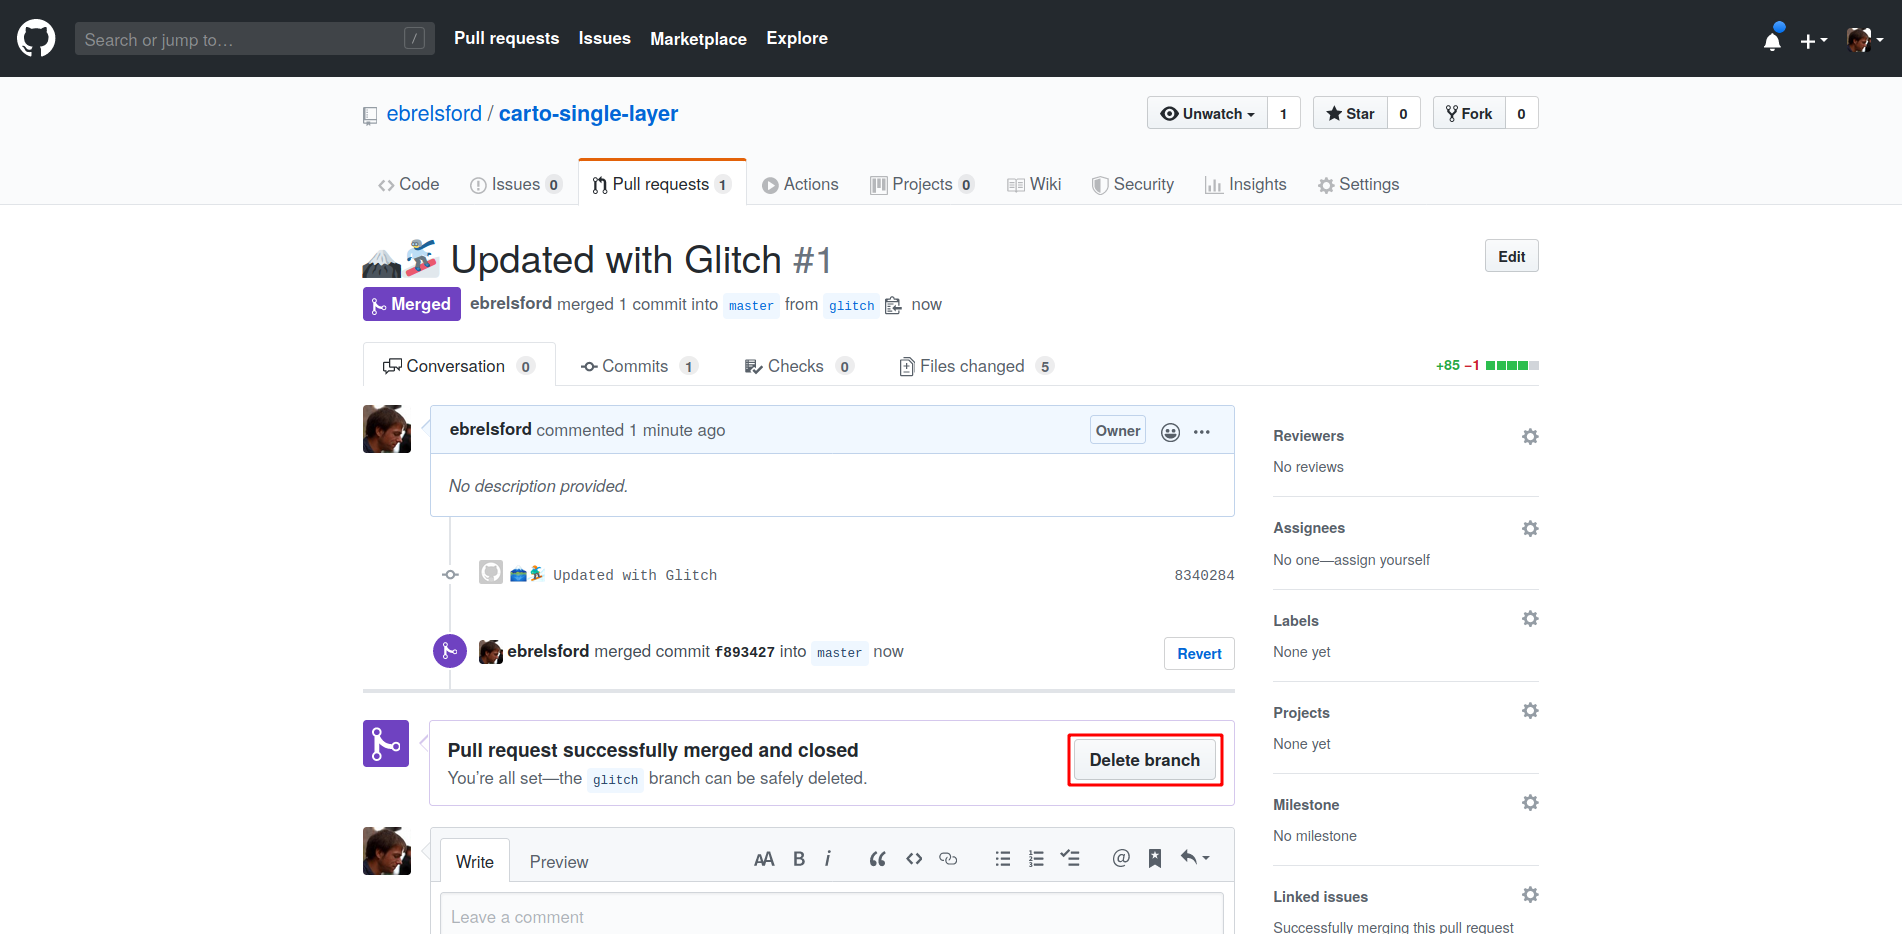 Search or jump to… / Pull requests Issues Marketplace Explore
ebrelsford / carto-single-layer Unwatch 1 Star 0 Fork 0
Code Issues 0 Pull requests 1 Actions Projects 0 Wiki Security Insights Settings
Updated with Glitch #1 Edit
Merged ebrelsford merged 1 commit into master from glitch now
Conversation 0 Commits 1 Checks 0 Files changed 5 +85 −1
ebrelsford commented 1 minute ago Owner
No description provided.
Updated with Glitch 8340284
ebrelsford merged commit f893427 into master now Revert
Pull request successfully merged and closed
You’re all set—the glitch branch can be safely deleted.
Delete branch
Write Preview
Leave a comment
Reviewers
No reviews
Assignees
No one—assign yourself
Labels
None yet
Projects
None yet
Milestone
No milestone
Linked issues
Successfully merging this pull request